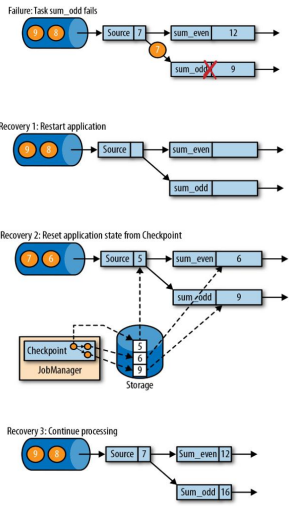 Failure: Task sum_odd fails
9 8 Source 7 sum_even 12
7
sum_odd 9
Recovery 1: Restart application
9 8 Source sum_even
sum_odd
Recovery 2: Reset application state from Checkpoint
7 6 Source 5 sum_even 6
sum_odd 9
Checkpoint
JobManager
5
6
9
Storage
Recovery 3: Continue processing
9 8 Source 7 Sum_even 12
Sum_odd 16